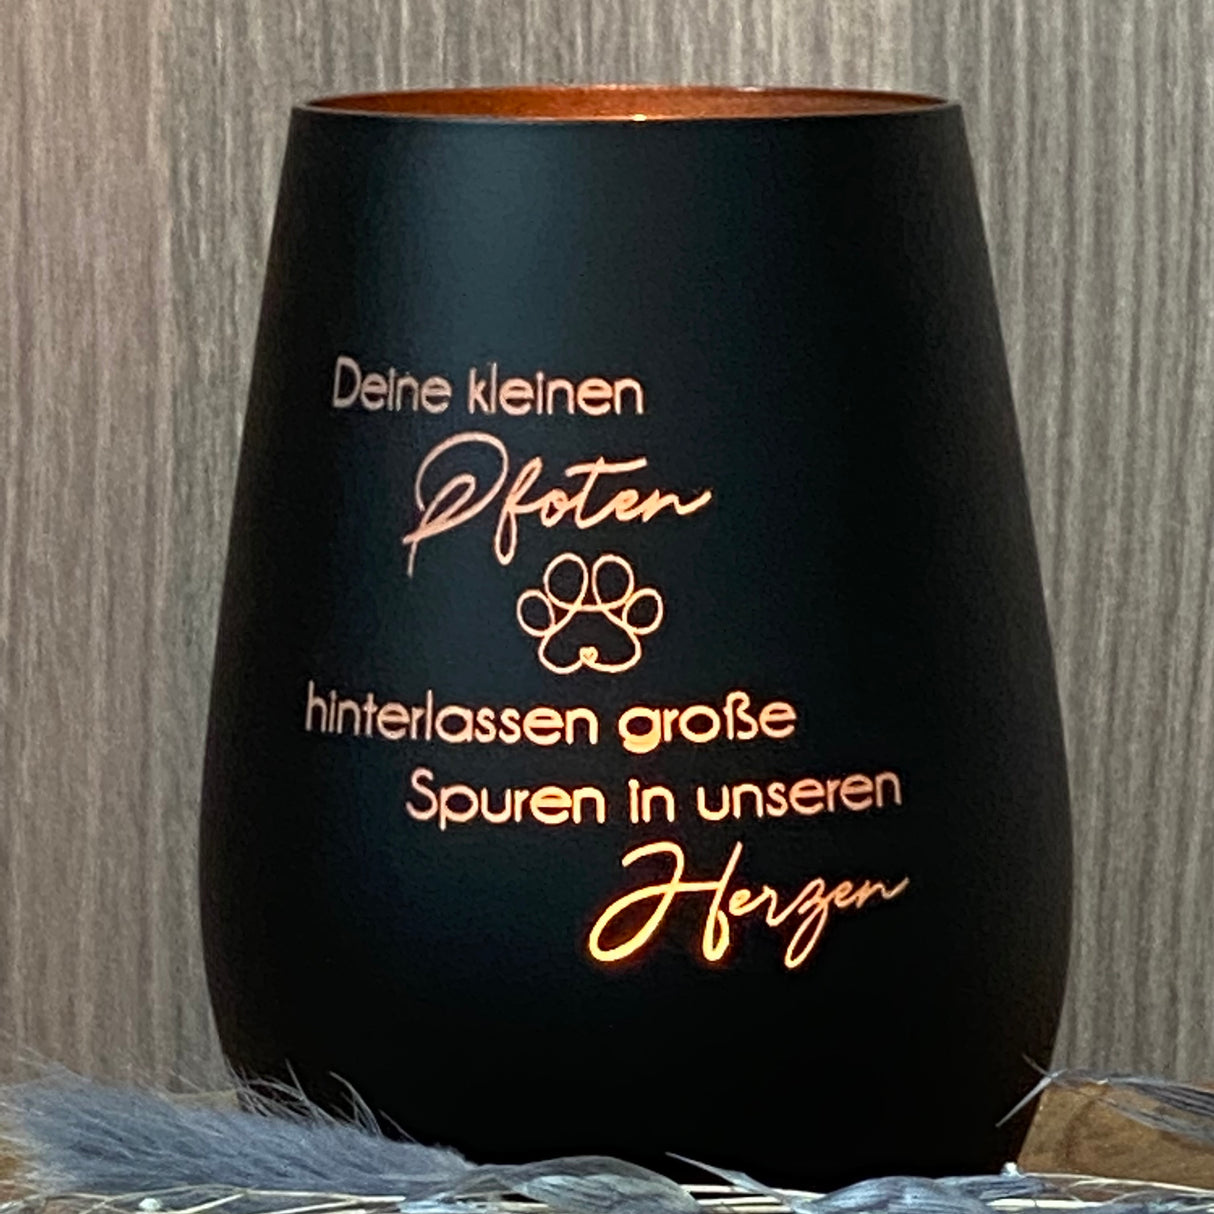 Deine kleinen
Pfoten
hinterlassen große
Spuren in unseren
Herzen